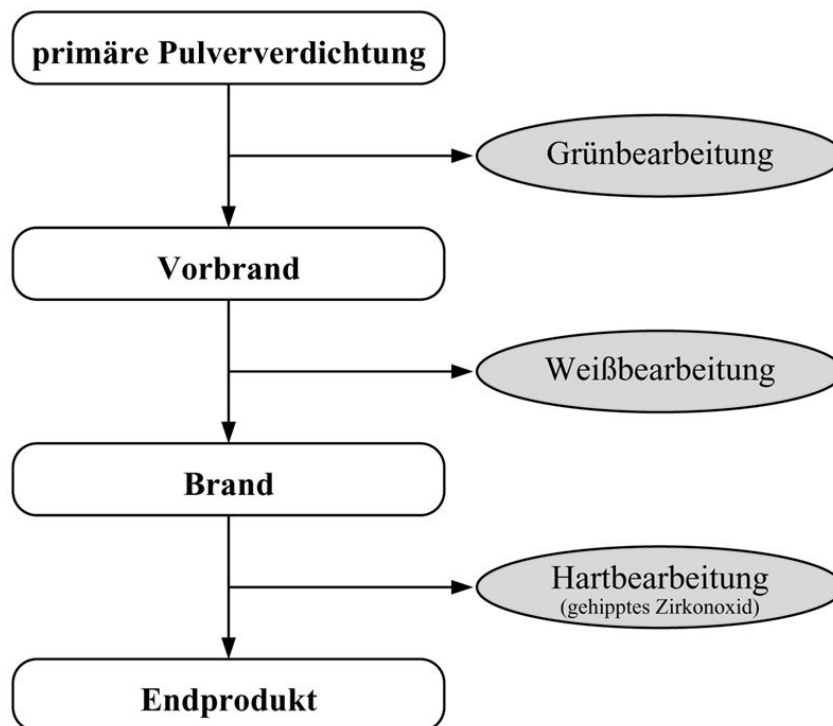 primäre Pulververdichtung
Grünbearbeitung
Vorbrand
Weißbearbeitung
Brand
Hartbearbeitung
(gehipptes Zirkonoxid)
Endprodukt